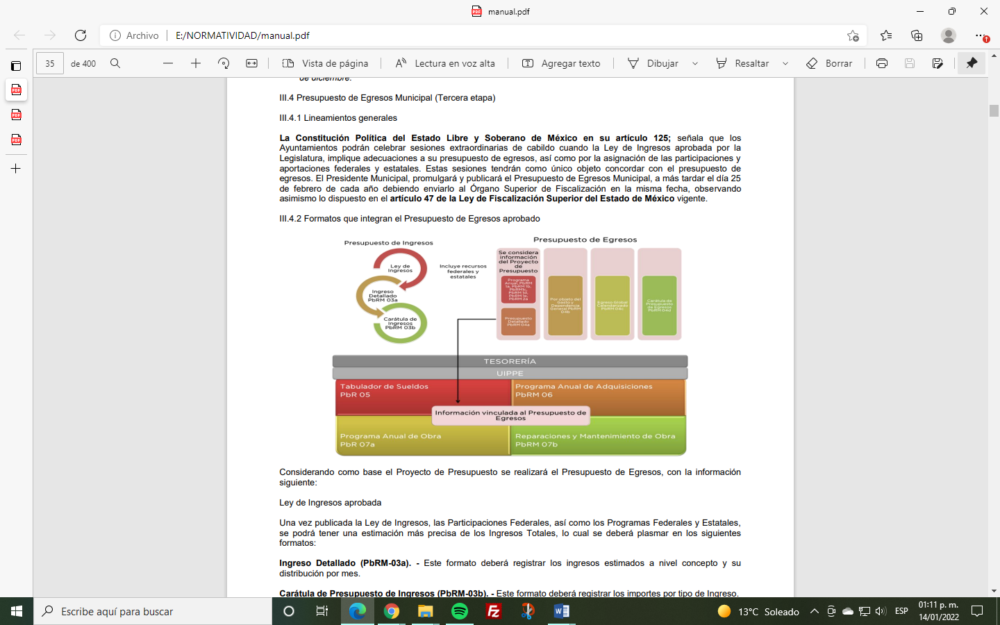 manual.pdf
Archivo
E:/NORMATIVIDAD/manual.pdf
35 de 400
Vista de página
Lectura en voz alta
Agregar texto
Dibujar
Resaltar
Borrar
de diciembre.
III.4 Presupuesto de Egresos Municipal (Tercera etapa)
III.4.1 Lineamientos generales
La Constitución Política del Estado Libre y Soberano de México en su artículo 125; señala que los
Ayuntamientos podrán celebrar sesiones extraordinarias de cabildo cuando la Ley de Ingresos aprobada por la
Legislatura, implique adecuaciones a su presupuesto de egresos, así como por la asignación de las participaciones y
aportaciones federales y estatales. Estas sesiones tendrán como único objeto concordar con el presupuesto de
egresos. El Presidente Municipal, promulgará y publicará el Presupuesto de Egresos Municipal, a más tardar el día 25
de febrero de cada año debiendo enviarlo al Órgano Superior de Fiscalización en la misma fecha, observando
asimismo lo dispuesto en el artículo 47 de la Ley de Fiscalización Superior del Estado de México vigente.
III.4.2 Formatos que integran el Presupuesto de Egresos aprobado
Presupuesto de Ingresos
Ley de
Ingresos
Ingreso
Detallado
PbRM 03a
Carátula de
Ingresos
PbRM 03b
Incluye recursos
federales y
estatales
Presupuesto de Egresos
Se considera
información
del Proyecto
de
Presupuesto
Programa
Anual, PbRM
1a, PbRM 1b,
PbRM1c,
PbRM 1d,
PbRM 1e,
PbRM 2a
Presupuesto
Detallado
PbRM 04a
Por objeto del
Gasto y
Dependencia
General PbRM
04b
Egreso Global
Calendarizado
PbRM 04c
Carátula de
Presupuesto
de Egresos
PbRM 04d
TESORERÍA
UIPPE
Tabulador de Sueldos
PbR 05
Programa Anual de Adquisiciones
PbRM 06
Información vinculada al Presupuesto de
Egresos
Programa Anual de Obra
PbR 07a
Reparaciones y Mantenimiento de Obra
PbRM 07b
Considerando como base el Proyecto de Presupuesto se realizará el Presupuesto de Egresos, con la información
siguiente:
Ley de Ingresos aprobada
Una vez publicada la Ley de Ingresos, las Participaciones Federales, así como los Programas Federales y Estatales,
se podrá tener una estimación más precisa de los Ingresos Totales, lo cual se deberá plasmar en los siguientes
formatos:
Ingreso Detallado (PbRM-03a). - Este formato deberá registrar los ingresos estimados a nivel concepto y su
distribución por mes.
Carátula de Presupuesto de Ingresos (PbRM-03b). - Este formato deberá registrar los importes por tipo de Ingreso.
Escribe aquí para buscar
13°C Soleado
ESP
01:11 p. m.
14/01/2022